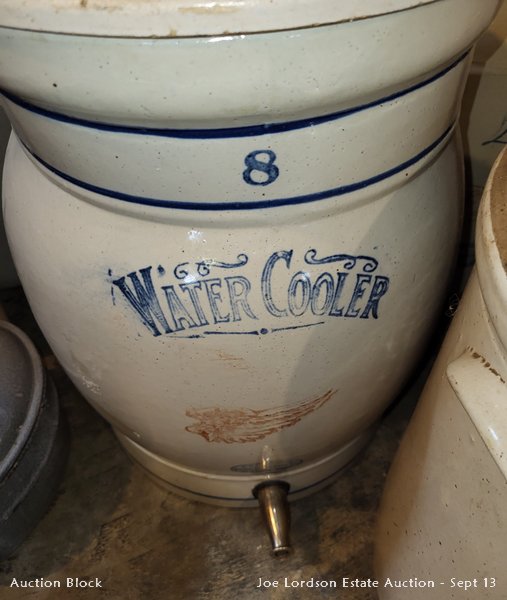 8
WATER COOLER
Auction Block
Joe Lordson Estate Auction - Sept 13